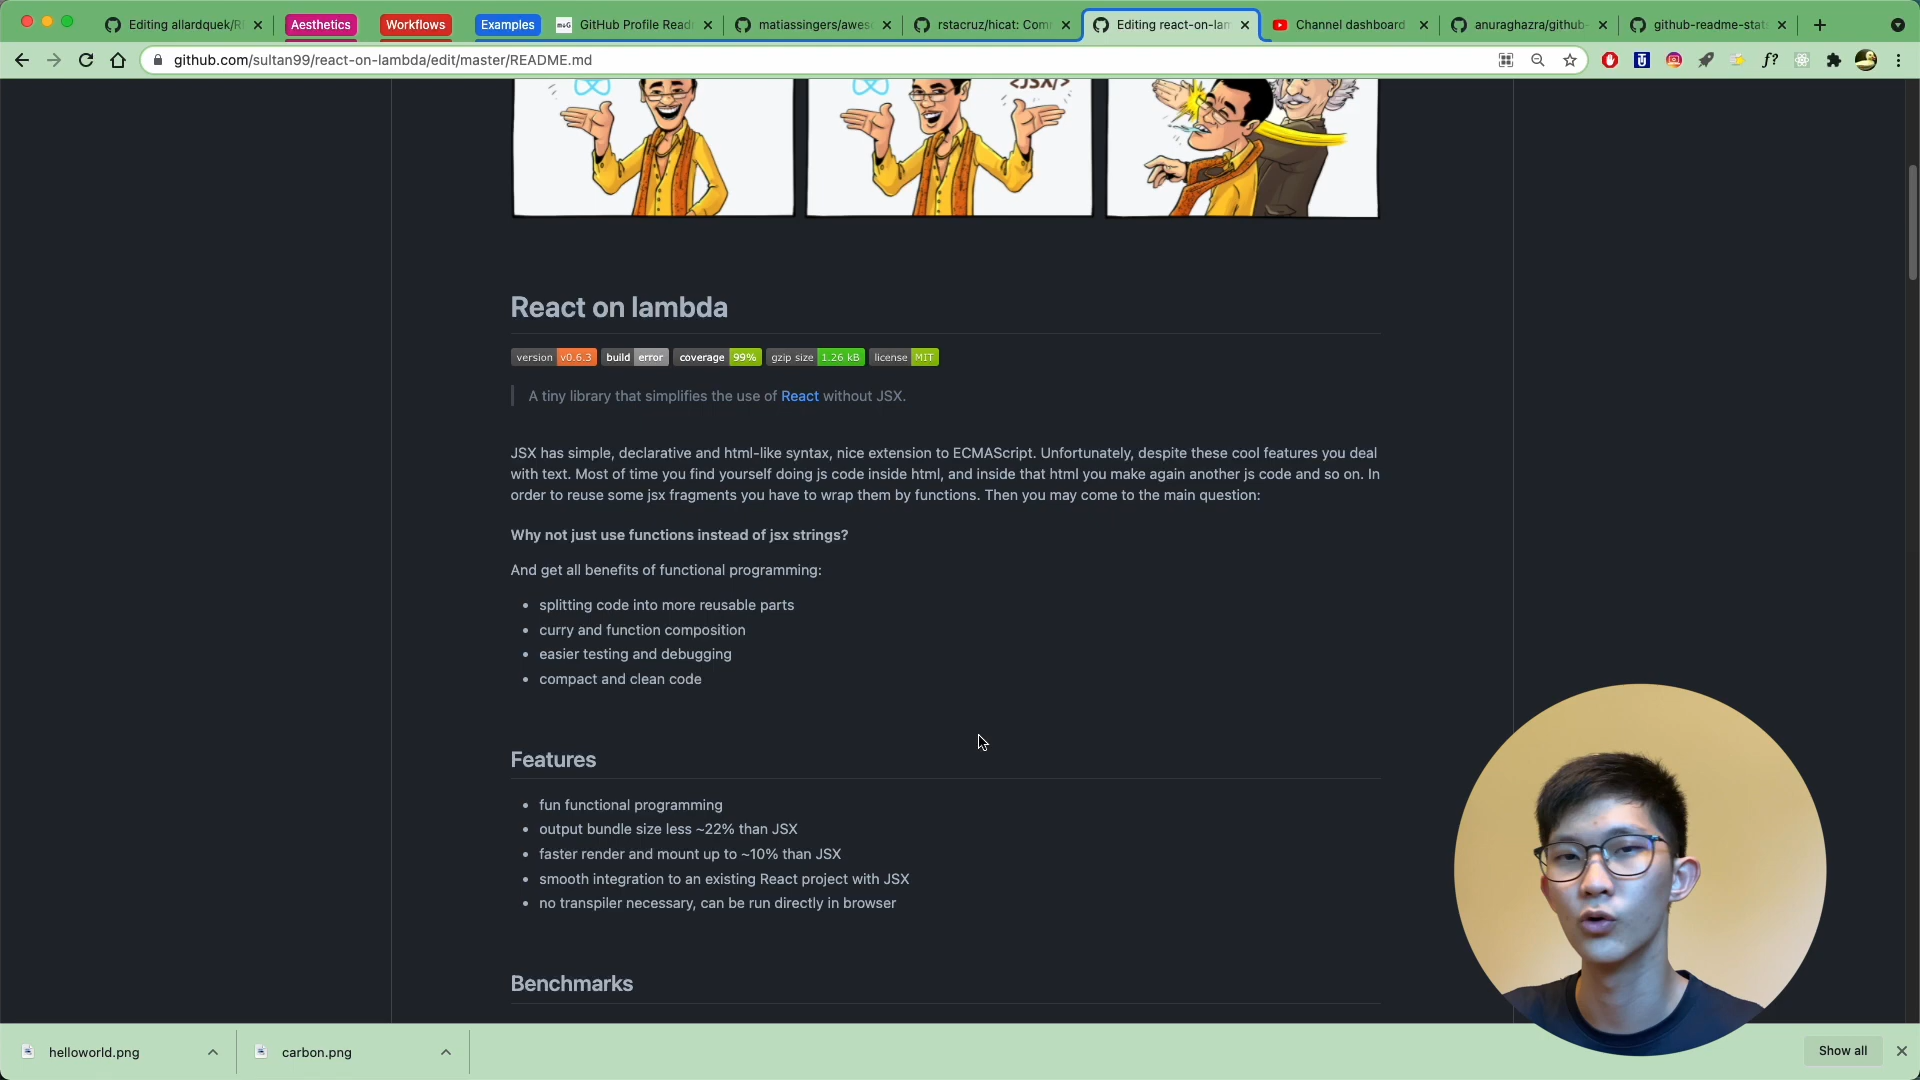 Editing allardquek/R
Aesthetics
Workflows
Examples
GitHub Profile Read
matiassingers/awes
rstacruz/hicat: Com
Editing react-on-lam
Channel dashboard
anuraghazra/github-
github-readme-stat
github.com/sultan99/react-on-lambda/edit/master/README.md
f?
<JSX/>
React on lambda
version v0.6.3 build error coverage 99% gzip size 1.26 kB license MIT
A tiny library that simplifies the use of React without JSX.
JSX has simple, declarative and html-like syntax, nice extension to ECMAScript. Unfortunately, despite these cool features you deal
with text. Most of time you find yourself doing js code inside html, and inside that html you make again another js code and so on. In
order to reuse some jsx fragments you have to wrap them by functions. Then you may come to the main question:
Why not just use functions instead of jsx strings?
And get all benefits of functional programming:
• splitting code into more reusable parts
• curry and function composition
• easier testing and debugging
• compact and clean code
Features
• fun functional programming
• output bundle size less ~22% than JSX
• faster render and mount up to ~10% than JSX
• smooth integration to an existing React project with JSX
• no transpiler necessary, can be run directly in browser
Benchmarks
helloworld.png
carbon.png
Show all